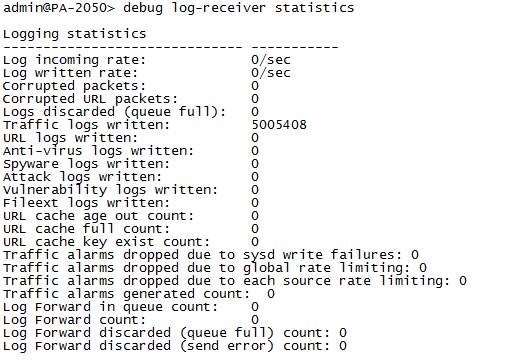 admin@PA-2050> debug log-receiver statistics
Logging statistics
------------------------------ -----------
Log incoming rate: 0/sec
Log written rate: 0/sec
Corrupted packets: 0
Corrupted URL packets: 0
Logs discarded (queue full): 0
Traffic logs written: 5005408
URL logs written: 0
Anti-virus logs written: 0
Spyware logs written: 0
Attack logs written: 0
Vulnerability logs written: 0
Fileext logs written: 0
URL cache age out count: 0
URL cache full count: 0
URL cache key exist count: 0
Traffic alarms dropped due to sysd write failures: 0
Traffic alarms dropped due to global rate limiting: 0
Traffic alarms dropped due to each source rate limiting: 0
Traffic alarms generated count: 0
Log Forward in queue count: 0
Log Forward count: 0
Log Forward discarded (queue full) count: 0
Log Forward discarded (send error) count: 0